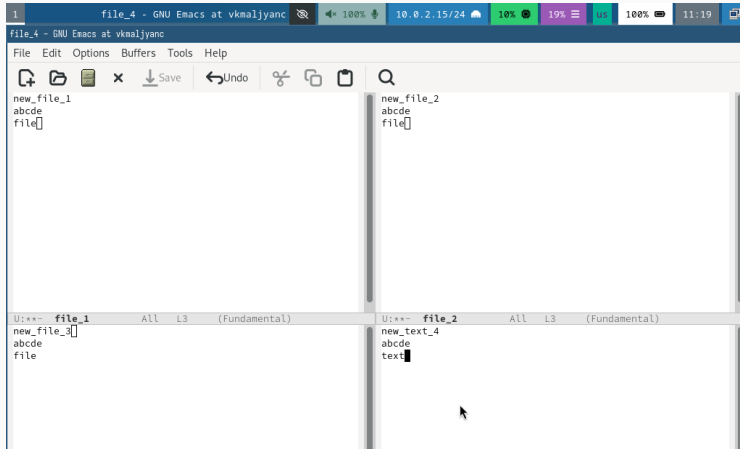 1 file_4 - GNU Emacs at vkmaljyanc 100% 10.0.2.15/24 10% 19% us 100% 11:19
file_4 - GNU Emacs at vkmaljyanc
File Edit Options Buffers Tools Help
Save Undo
new_file_1
abcde
file
U:**- file_1 All L3 (Fundamental)
new_file_2
abcde
file
U:**- file_2 All L3 (Fundamental)
new_file_3
abcde
file
new_text_4
abcde
text